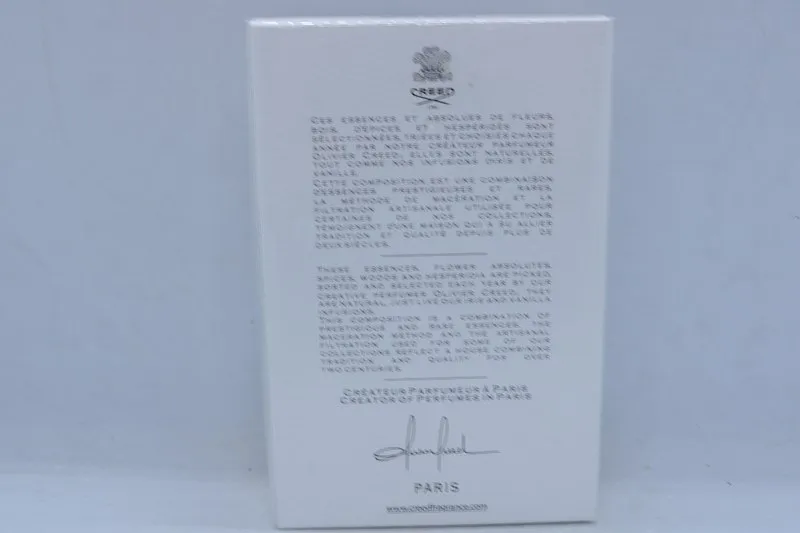 CREED
CES ESSENCES ET ABSOLUES DE FLEURS,
BOIS, DÉPICES, ET HESPÉRIDÉS SONT
SÉLECTIONNÉES, TRIÉES ET CHOISIES CHAQUE
ANNÉE PAR NOTRE CRÉATEUR PARFUMEUR
OLIVIER CREED; ELLES SONT NATURELLES,
TOUT COMME NOS INFUSIONS D'IRIS ET DE
VANILLE.
CETTE COMPOSITION EST UNE COMBINAISON
D'ESSENCES PRESTIGIEUSES ET RARES,
LA MÉTHODE DE MACÉRATION ET LA
FILTRATION ARTISANALE UTILISÉE POUR
CERTAINES DE NOS COLLECTIONS,
TÉMOIGNENT D'UNE MAISON QUI A SU ALLIER
TRADITION ET QUALITÉ DEPUIS PLUS DE
DEUX SIÈCLES.
THESE ESSENCES, FLOWER ABSOLUTES,
SPICES, WOODS AND HESPERIDIA ARE PICKED,
SORTED AND SELECTED EACH YEAR BY OUR
CREATIVE PERFUMER OLIVIER CREED, THEY
ARE NATURAL, JUST LIKE OUR IRIS AND VANILLA
INFUSIONS.
THIS COMPOSITION IS A COMBINATION OF
PRESTIGIOUS AND RARE ESSENCES, THE
MACERATION METHOD AND THE ARTISANAL
FILTRATION USED FOR SOME OF OUR
COLLECTIONS REFLECT A HOUSE COMBINING
TRADITION AND QUALITY FOR OVER
TWO CENTURIES.
CRÉATEUR PARFUMEUR À PARIS
CREATOR OF PERFUMES IN PARIS
PARIS
www.creedfragrance.com